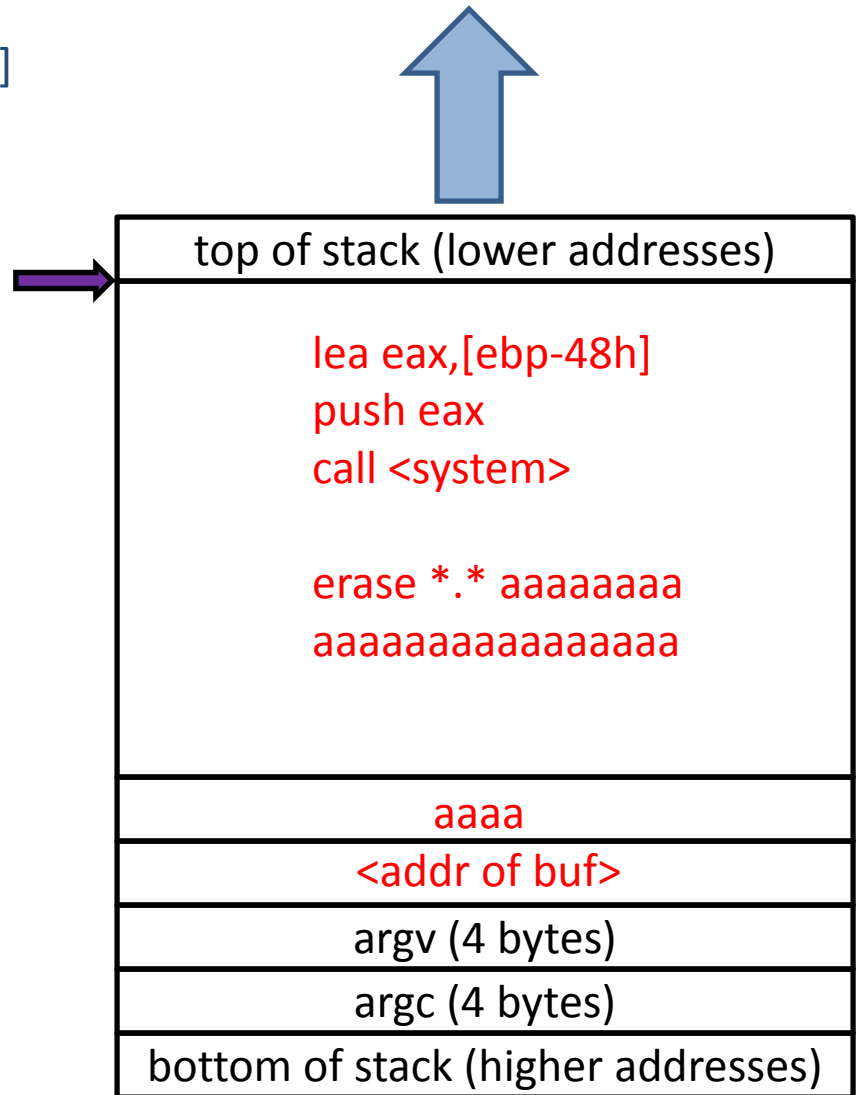 ]
top of stack (lower addresses)
lea eax,[ebp-48h]
push eax
call <system>
erase *.* aaaaaaaa
aaaaaaaaaaaaaaaa
aaaa
<addr of buf>
argv (4 bytes)
argc (4 bytes)
bottom of stack (higher addresses)